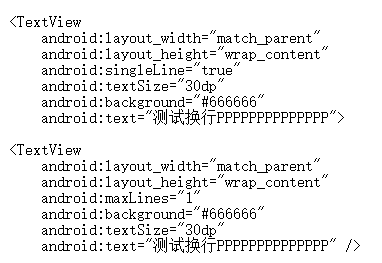 <TextView
android:layout_width="match_parent"
android:layout_height="wrap_content"
android:singleLine="true"
android:textSize="30dp"
android:background="#666666"
android:text="测试换行PPPPPPPPPPPPPP">
<TextView
android:layout_width="match_parent"
android:layout_height="wrap_content"
android:maxLines="1"
android:background="#666666"
android:textSize="30dp"
android:text="测试换行PPPPPPPPPPPPPP" />